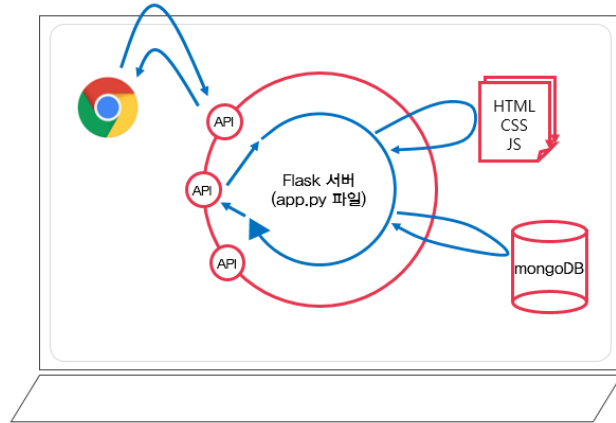 API
HTML
CSS
JS
API
Flask 서버
(app.py 파일)
API
mongoDB